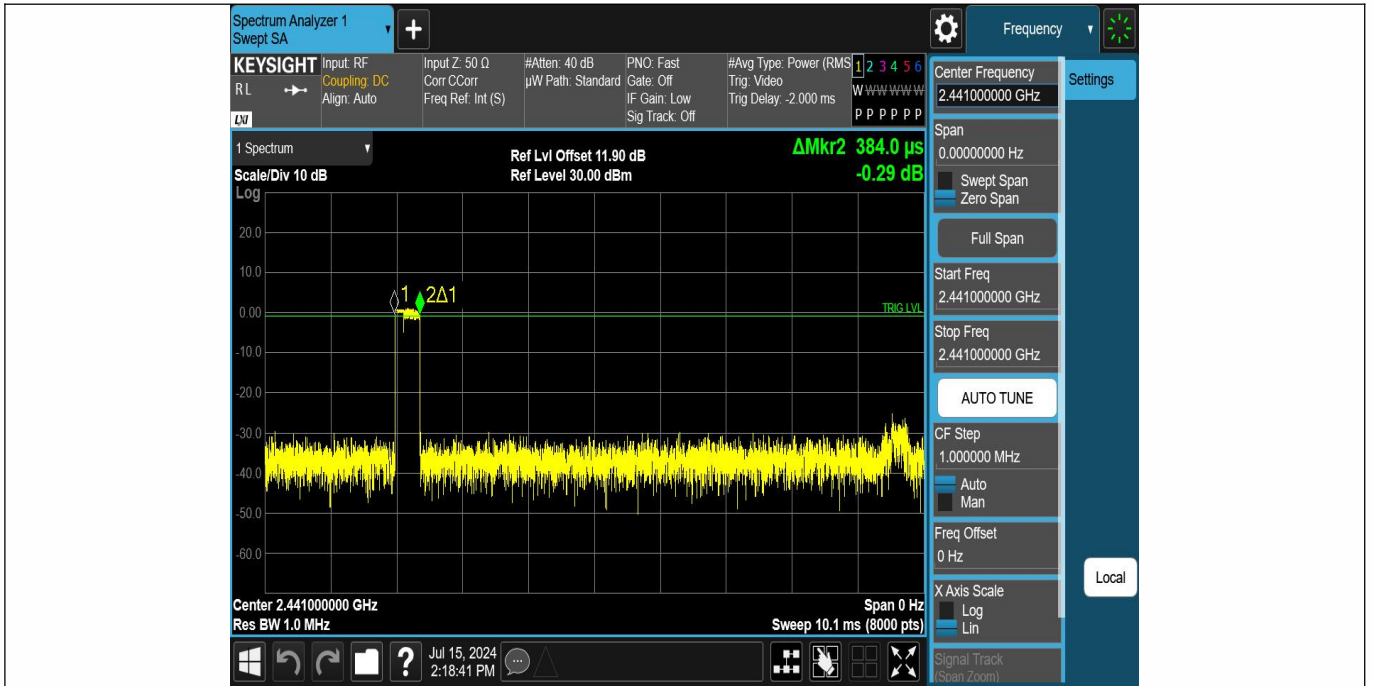 Spectrum Analyzer 1
Swept SA
+
Frequency
KEYSIGHT
R L
LXI
Input: RF
Coupling: DC
Align: Auto
Input Z: 50 Ω
Corr CCorr
Freq Ref: Int (S)
#Atten: 40 dB
µW Path: Standard
PNO: Fast
Gate: Off
IF Gain: Low
Sig Track: Off
#Avg Type: Power (RMS
Trig: Video
Trig Delay: -2.000 ms
1 2 3 4 5 6
W W W W W W
P P P P P P
1 Spectrum
Scale/Div 10 dB
Log
Ref Lvl Offset 11.90 dB
Ref Level 30.00 dBm
ΔMkr2 384.0 µs
-0.29 dB
20.0
10.0
0.00
-10.0
-20.0
-30.0
-40.0
-50.0
-60.0
1
2Δ1
TRIG LVL
Center 2.441000000 GHz
Res BW 1.0 MHz
Span 0 Hz
Sweep 10.1 ms (8000 pts)
Center Frequency
2.441000000 GHz
Settings
Span
0.00000000 Hz
Swept Span
Zero Span
Full Span
Start Freq
2.441000000 GHz
Stop Freq
2.441000000 GHz
AUTO TUNE
CF Step
1.000000 MHz
Auto
Man
Freq Offset
0 Hz
X Axis Scale
Log
Lin
Local
Signal Track
(Span Zoom)
?
Jul 15, 2024
2:18:41 PM